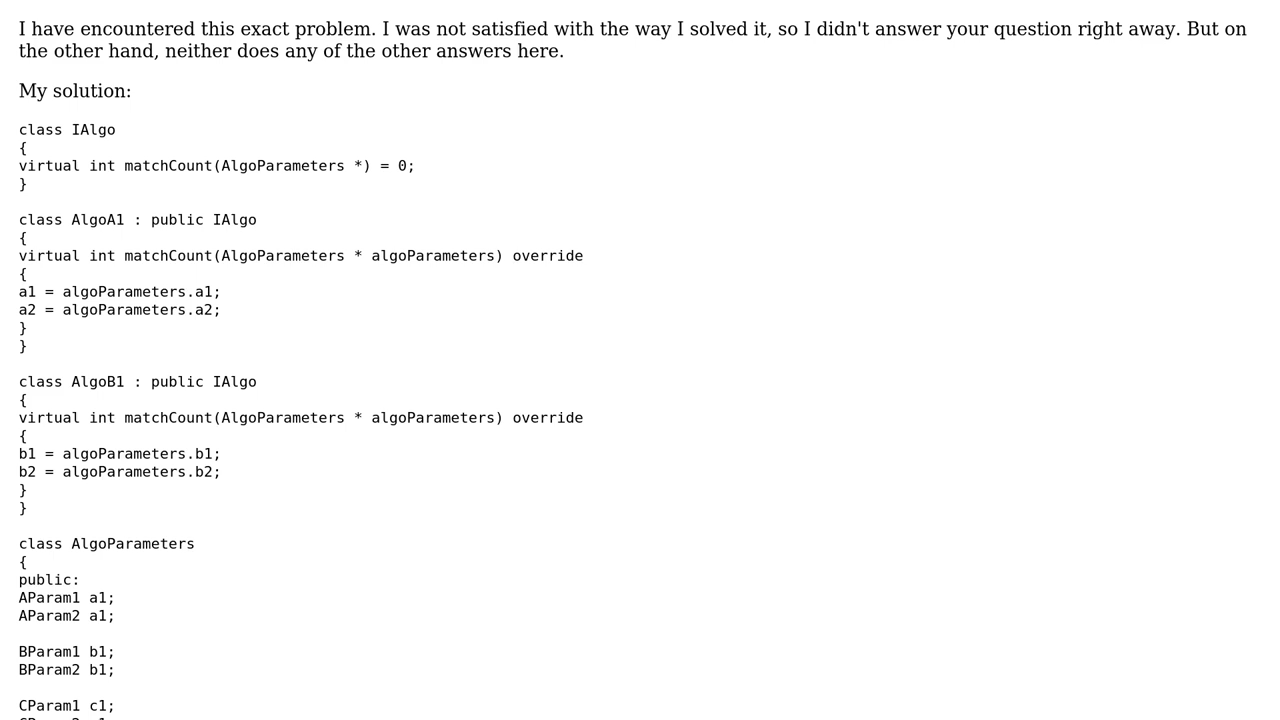 I have encountered this exact problem. I was not satisfied with the way I solved it, so I didn't answer your question right away. But on
the other hand, neither does any of the other answers here.
My solution:
class IAlgo
{
virtual int matchCount(AlgoParameters *) = 0;
}
class AlgoA1 : public IAlgo
{
virtual int matchCount(AlgoParameters * algoParameters) override
{
a1 = algoParameters.a1;
a2 = algoParameters.a2;
}
}
class AlgoB1 : public IAlgo
{
virtual int matchCount(AlgoParameters * algoParameters) override
{
b1 = algoParameters.b1;
b2 = algoParameters.b2;
}
}
class AlgoParameters
{
public:
AParam1 a1;
AParam2 a1;
BParam1 b1;
BParam2 b1;
CParam1 c1;